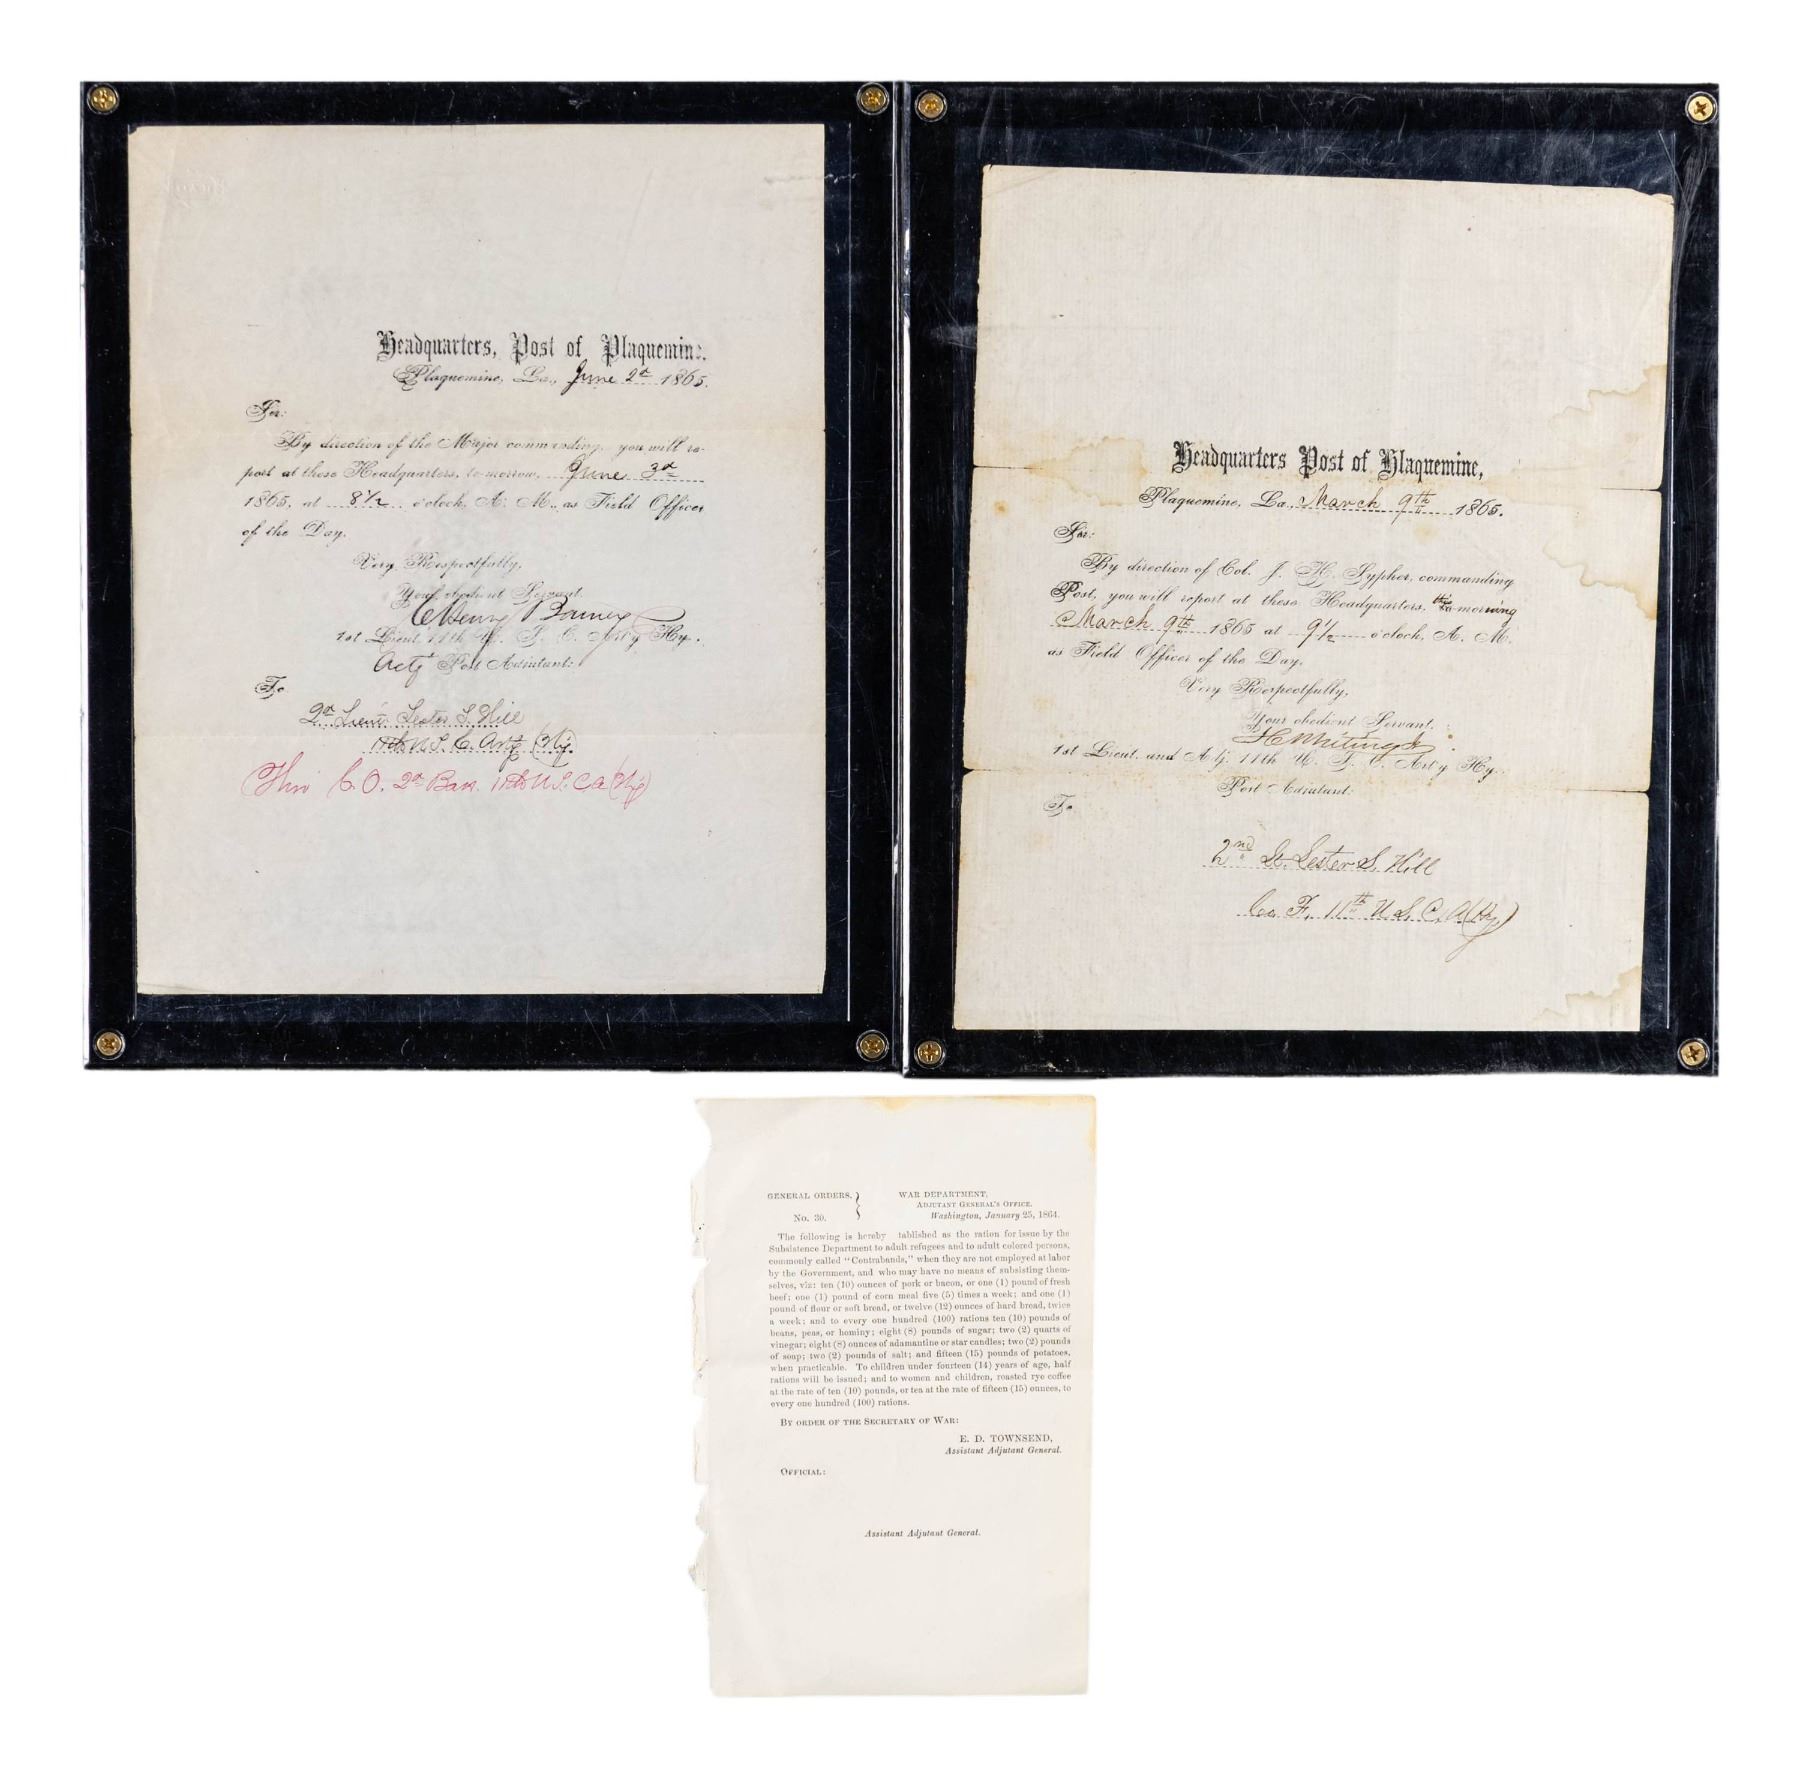 Headquarters, Post of Plaquemine.
Plaquemine, La., June 2d 1865.
Sir:
By direction of the Major commanding, you will re-
port at these Headquarters, to-morrow, June 3d
1865, at 8 1/2 o'clock, A. M., as Field Officer
of the Day.
Very Respectfully,
Your obedient Servant.
Henry
1st Lieut. 11th U. S. C. Art'y Hy.
Actg Post Adjutant.
To
2d Lieut Lester S. Hill
11th U. S. C. Arty (Hy)
C. O. 2d 11th U. S. C A (Hy)
Headquarters Post of Plaquemine,
Plaquemine, La., March 9th 1865.
Sir:
By direction of Col. J. H. Sypher, commanding
Post, you will report at these Headquarters, this morning
March 9th 1865 at 9 1/2 o'clock, A. M.
as Field Officer of the Day.
Very Respectfully,
Your obedient Servant.
H C Whiting Jr
1st Lieut. and Adj. 11th U. S. C. Art'y Hy.
Post Adjutant.
To
2nd Lt. Lester S. Hill
Co F, 11th U. S. C. A (Hy)
GENERAL ORDERS, } WAR DEPARTMENT,
ADJUTANT GENERAL'S OFFICE.
No. 30. Washington, January 25, 1864.
The following is hereby tablished as the ration for issue by the
Subsistence Department to adult refugees and to adult colored persons,
commonly called "Contrabands," when they are not employed at labor
by the Government, and who may have no means of subsisting them-
selves, viz: ten (10) ounces of pork or bacon, or one (1) pound of fresh
beef; one (1) pound of corn meal five (5) times a week; and one (1)
pound of flour or soft bread, or twelve (12) ounces of hard bread, twice
a week; and to every one hundred (100) rations ten (10) pounds of
beans, peas, or hominy; eight (8) pounds of sugar; two (2) quarts of
vinegar; eight (8) ounces of adamantine or star candles; two (2) pounds
of soap; two (2) pounds of salt; and fifteen (15) pounds of potatoes,
when practicable. To children under fourteen (14) years of age, half
rations will be issued; and to women and children, roasted rye coffee
at the rate of ten (10) pounds, or tea at the rate of fifteen (15) ounces, to
every one hundred (100) rations.
BY ORDER OF THE SECRETARY OF WAR:
E. D. TOWNSEND,
Assistant Adjutant General.
OFFICIAL:
Assistant Adjutant General.